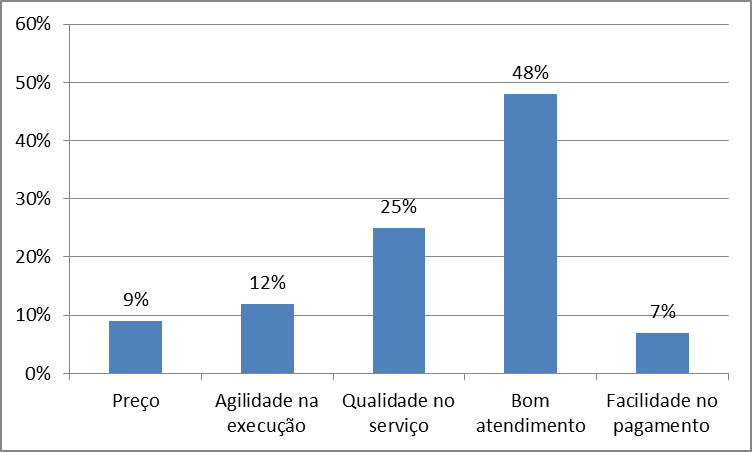 60%
50%
40%
30%
20%
10%
0%
9%
12%
25%
48%
7%
Preço
Agilidade na
execução
Qualidade no
serviço
Bom
atendimento
Facilidade no
pagamento